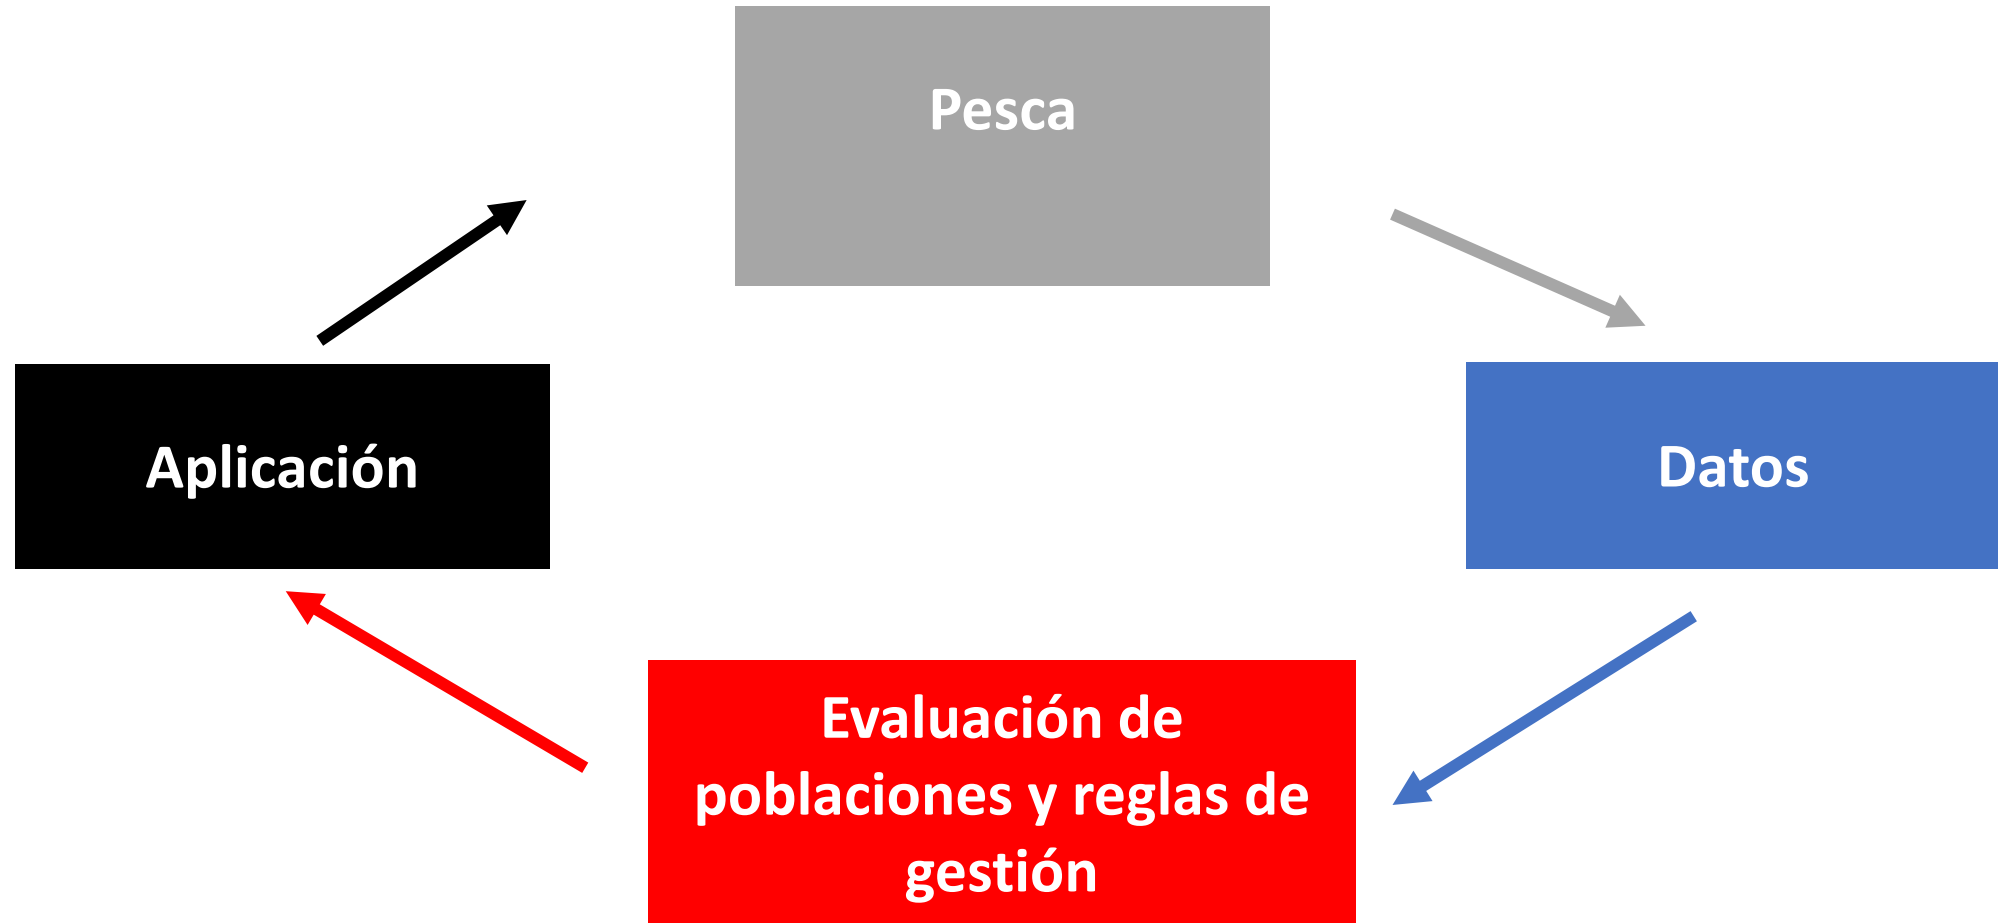 Pesca
Aplicación
Datos
Evaluación de
poblaciones y reglas de
gestión